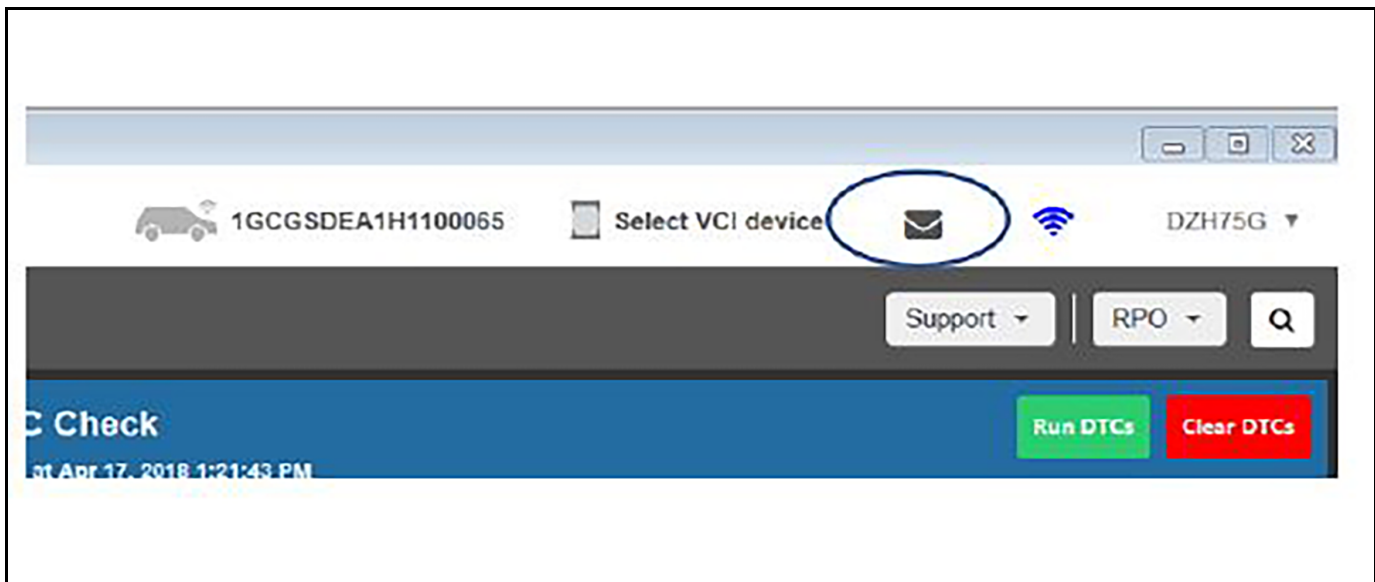 1GCGSDEA1H1100065 Select VCI device DZH75G
Support RPO
C Check Run DTCs Clear DTCs
at Apr 17, 2018 1:21:43 PM